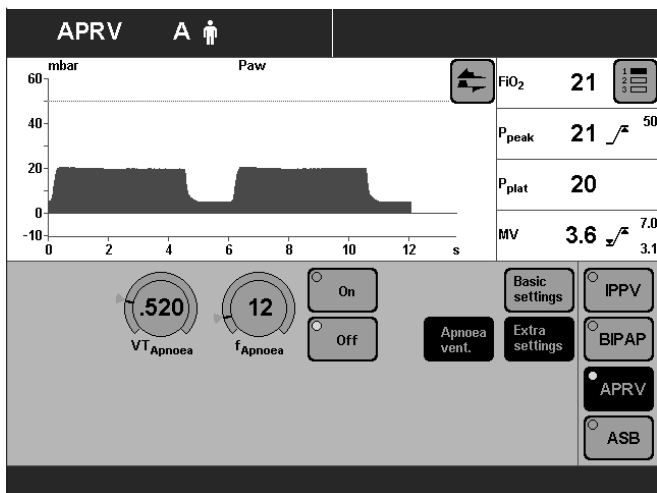 APRV A
mbar Paw
60
40
20
0
-10
0 2 4 6 8 10 12 s
FiO2 21
1
2
3
Ppeak 21 50
Pplat 20
MV 3.6 7.0
3.1
.520
VTApnoea
12
fApnoea
On
Off
Apnoea
vent.
Basic
settings
Extra
settings
IPPV
BIPAP
APRV
ASB